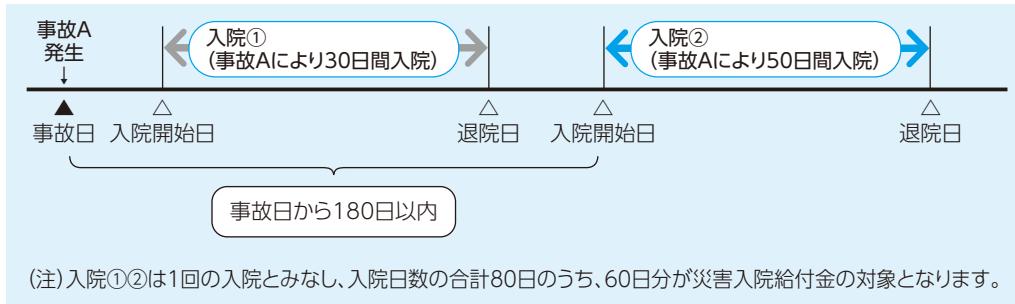 事故A
発生
↓
入院①
(事故Aにより30日間入院)
入院②
(事故Aにより50日間入院)
▲ △ △ △ △
事故日 入院開始日 退院日 入院開始日 退院日
事故日から180日以内
(注)入院①②は1回の入院とみなし、入院日数の合計80日のうち、60日分が災害入院給付金の対象となります。